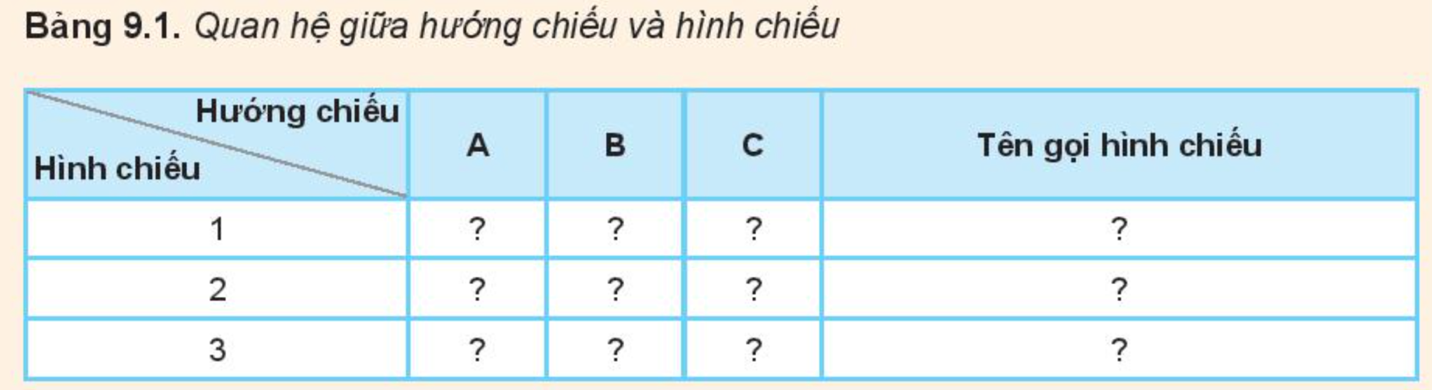 Bảng 9.1. Quan hệ giữa hướng chiếu và hình chiếu
Hướng chiếu
Hình chiếu
A B C Tên gọi hình chiếu
1 ? ? ? ?
2 ? ? ? ?
3 ? ? ? ?